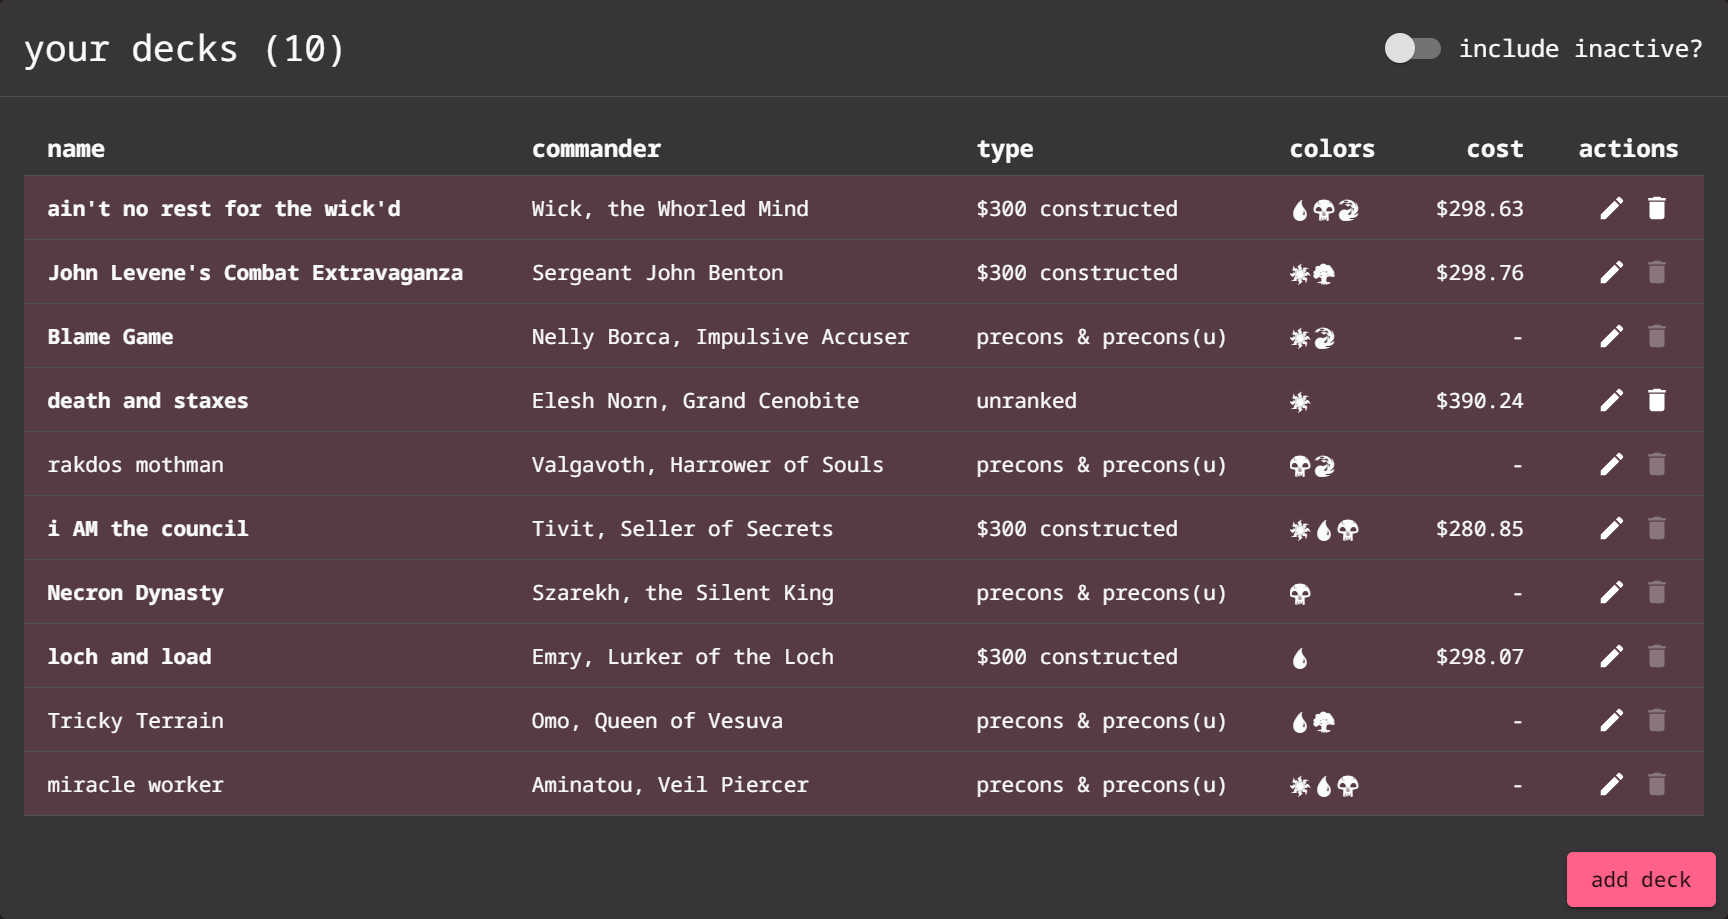 your decks (10) include inactive?
name commander type colors cost actions
ain't no rest for the wick'd Wick, the Whorled Mind $300 constructed $298.63
John Levene's Combat Extravaganza Sergeant John Benton $300 constructed $298.76
Blame Game Nelly Borca, Impulsive Accuser precons & precons(u) -
death and staxes Elesh Norn, Grand Cenobite unranked $390.24
rakdos mothman Valgavoth, Harrower of Souls precons & precons(u) -
i AM the council Tivit, Seller of Secrets $300 constructed $280.85
Necron Dynasty Szarekh, the Silent King precons & precons(u) -
loch and load Emry, Lurker of the Loch $300 constructed $298.07
Tricky Terrain Omo, Queen of Vesuva precons & precons(u) -
miracle worker Aminatou, Veil Piercer precons & precons(u) -
add deck